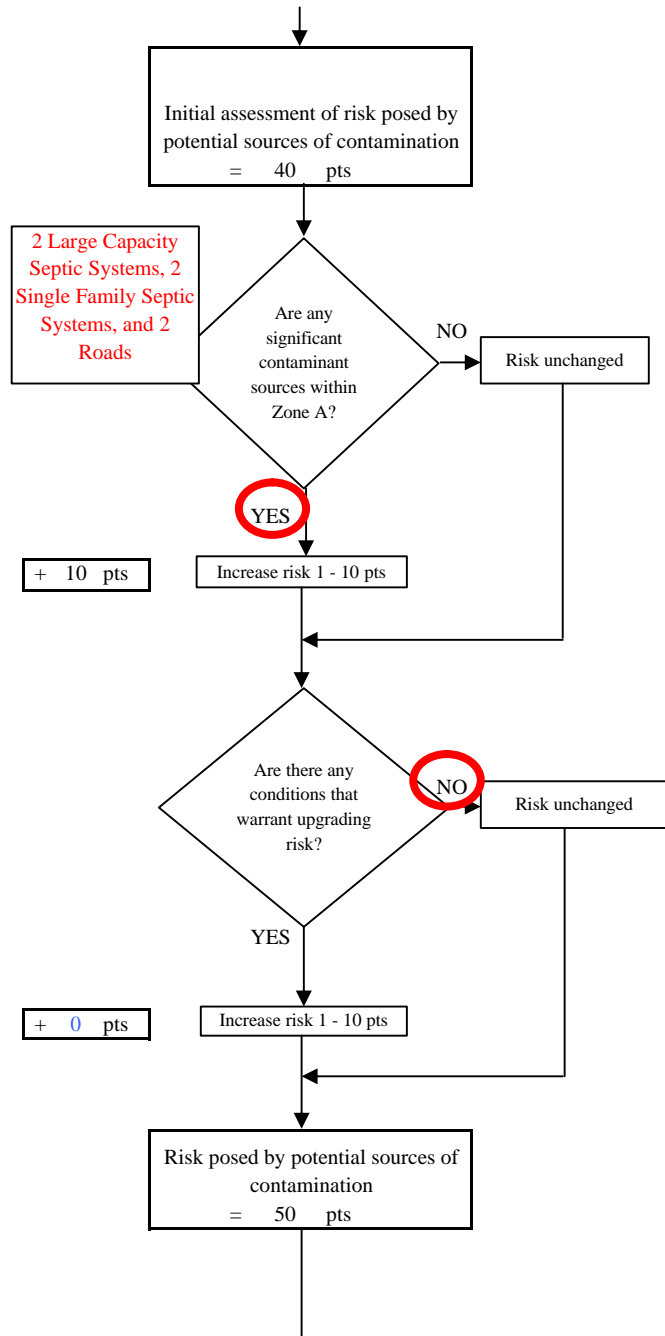 Initial assessment of risk posed by
potential sources of contamination
= 40 pts
2 Large Capacity
Septic Systems, 2
Single Family Septic
Systems, and 2
Roads
Are any
significant
contaminant
sources within
Zone A?
NO
Risk unchanged
YES
+ 10 pts
Increase risk 1 - 10 pts
Are there any
conditions that
warrant upgrading
risk?
NO
Risk unchanged
YES
+ 0 pts
Increase risk 1 - 10 pts
Risk posed by potential sources of
contamination
= 50 pts